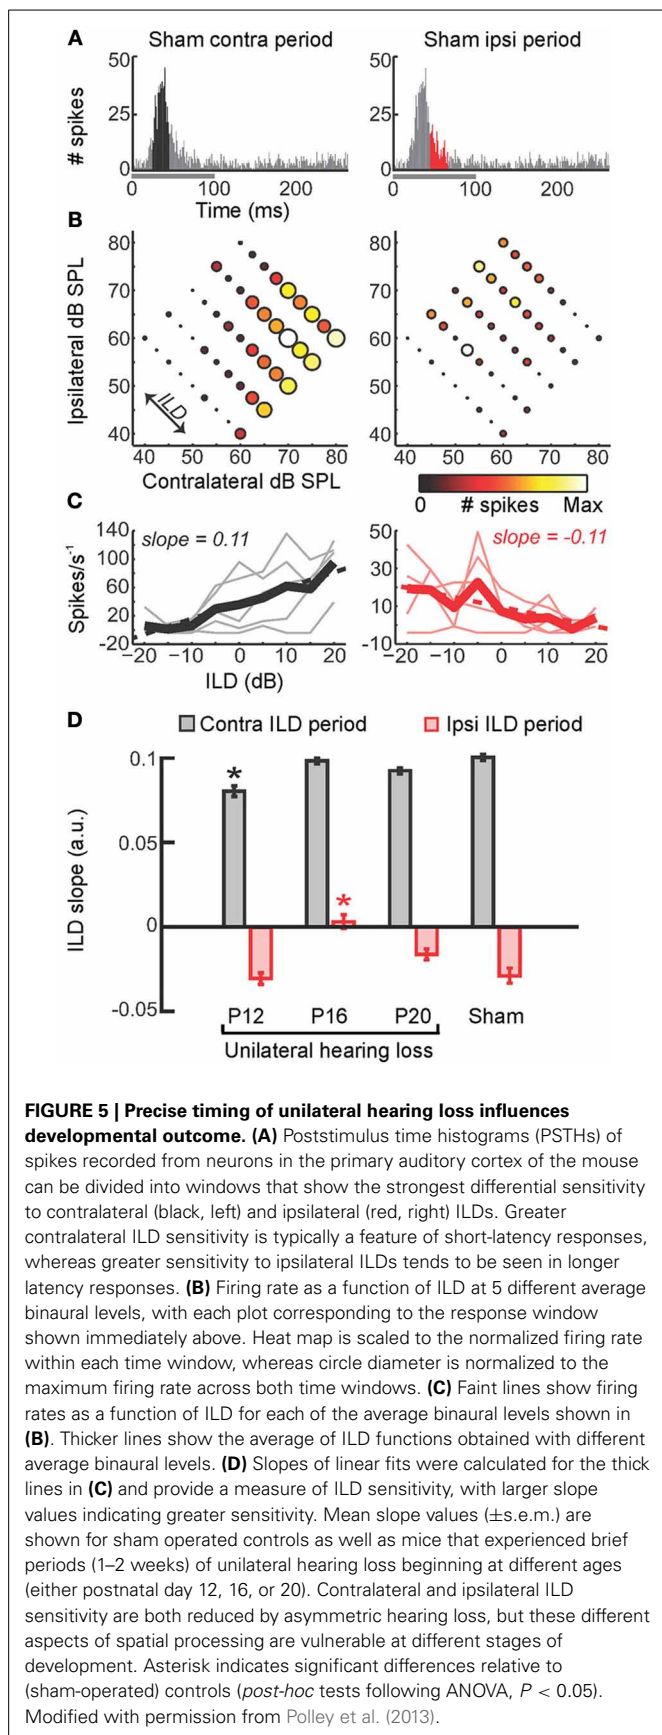 A Sham contra period Sham ipsi period
50 50
25 25
0 0
# spikes
0 100 200 0 100 200
Time (ms)
B
80
70
60
50
40
Ipsilateral dB SPL
ILD
40 50 60 70 80 40 50 60 70 80
Contralateral dB SPL
0 # spikes Max
C
140
100
60
20
-20
Spikes/s⁻¹
slope = 0.11
50
30
10
-10
slope = -0.11
−20 −10 0 10 20 −20 −10 0 10 20
ILD (dB)
D Contra ILD period Ipsi ILD period
0.1
0.05
0
-0.05
ILD slope (a.u.)
*
*
P12 P16 P20 Sham
Unilateral hearing loss
FIGURE 5 | Precise timing of unilateral hearing loss influences
developmental outcome. (A) Poststimulus time histograms (PSTHs) of
spikes recorded from neurons in the primary auditory cortex of the mouse
can be divided into windows that show the strongest differential sensitivity
to contralateral (black, left) and ipsilateral (red, right) ILDs. Greater
contralateral ILD sensitivity is typically a feature of short-latency responses,
whereas greater sensitivity to ipsilateral ILDs tends to be seen in longer
latency responses. (B) Firing rate as a function of ILD at 5 different average
binaural levels, with each plot corresponding to the response window
shown immediately above. Heat map is scaled to the normalized firing rate
within each time window, whereas circle diameter is normalized to the
maximum firing rate across both time windows. (C) Faint lines show firing
rates as a function of ILD for each of the average binaural levels shown in
(B). Thicker lines show the average of ILD functions obtained with different
average binaural levels. (D) Slopes of linear fits were calculated for the thick
lines in (C) and provide a measure of ILD sensitivity, with larger slope
values indicating greater sensitivity. Mean slope values (±s.e.m.) are
shown for sham operated controls as well as mice that experienced brief
periods (1–2 weeks) of unilateral hearing loss beginning at different ages
(either postnatal day 12, 16, or 20). Contralateral and ipsilateral ILD
sensitivity are both reduced by asymmetric hearing loss, but these different
aspects of spatial processing are vulnerable at different stages of
development. Asterisk indicates significant differences relative to
(sham-operated) controls (post-hoc tests following ANOVA, P < 0.05).
Modified with permission from Polley et al. (2013).